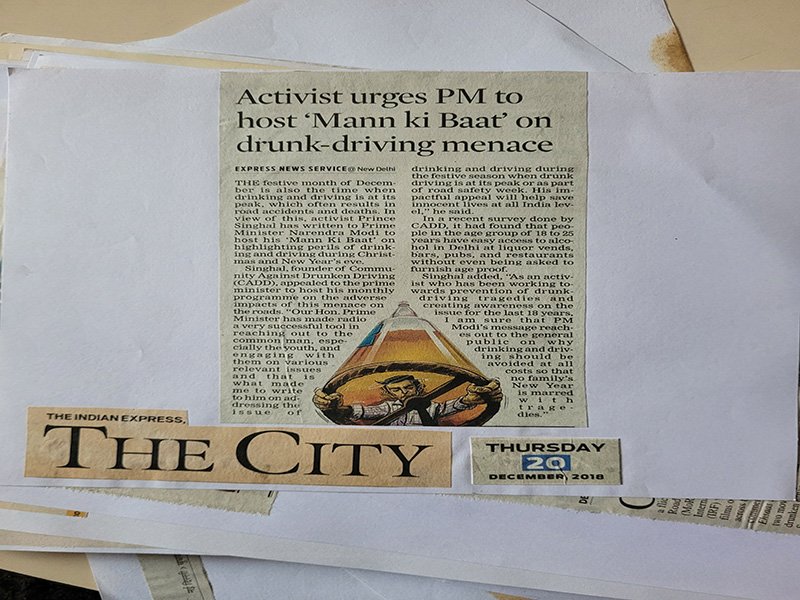 Activist urges PM to
host ‘Mann ki Baat’ on
drunk-driving menace
EXPRESS NEWS SERVICE @ New Delhi
THE festive month of Decem-
ber is also the time when
drinking and driving is at its
peak, which often results in
road accidents and deaths. In
view of this, activist Prince
Singhal has written to Prime
Minister Narendra Modi to
host his ‘Mann Ki Baat’ on
highlighting perils of drink-
ing and driving during Christ-
mas and New Year's eve.
Singhal, founder of Commu-
nity Against Drunken Driving
(CADD), appealed to the prime
minister to host his monthly
programme on the adverse
impacts of this menace on
the roads. “Our Hon. Prime
Minister has made radio
a very successful tool in
reaching out to the
common man, espe-
cially the youth, and
engaging with
them on various
relevant issues
and that is
what made
me to write
to him on ad-
dressing the
issue of
drinking and driving during
the festive season when drunk
driving is at its peak or as part
of road safety week. His im-
pactful appeal will help save
innocent lives at all India lev-
el,” he said.
In a recent survey done by
CADD, it had found that peo-
ple in the age group of 18 to 25
years have easy access to alco-
hol in Delhi at liquor vends,
bars, pubs, and restaurants
without even being asked to
furnish age proof.
Singhal added, “As an activ-
ist who has been working to-
wards prevention of drunk-
driving tragedies and
creating awareness on the
issue for the last 18 years,
I am sure that PM
Modi's message reach-
es out to the general
public on why
drinking and driv-
ing should be
avoided at all
costs so that
no family's
New Year
is marred
with
trage-
dies.”
THE INDIAN EXPRESS,
THE CITY
THURSDAY
20
DECEMBER, 2018